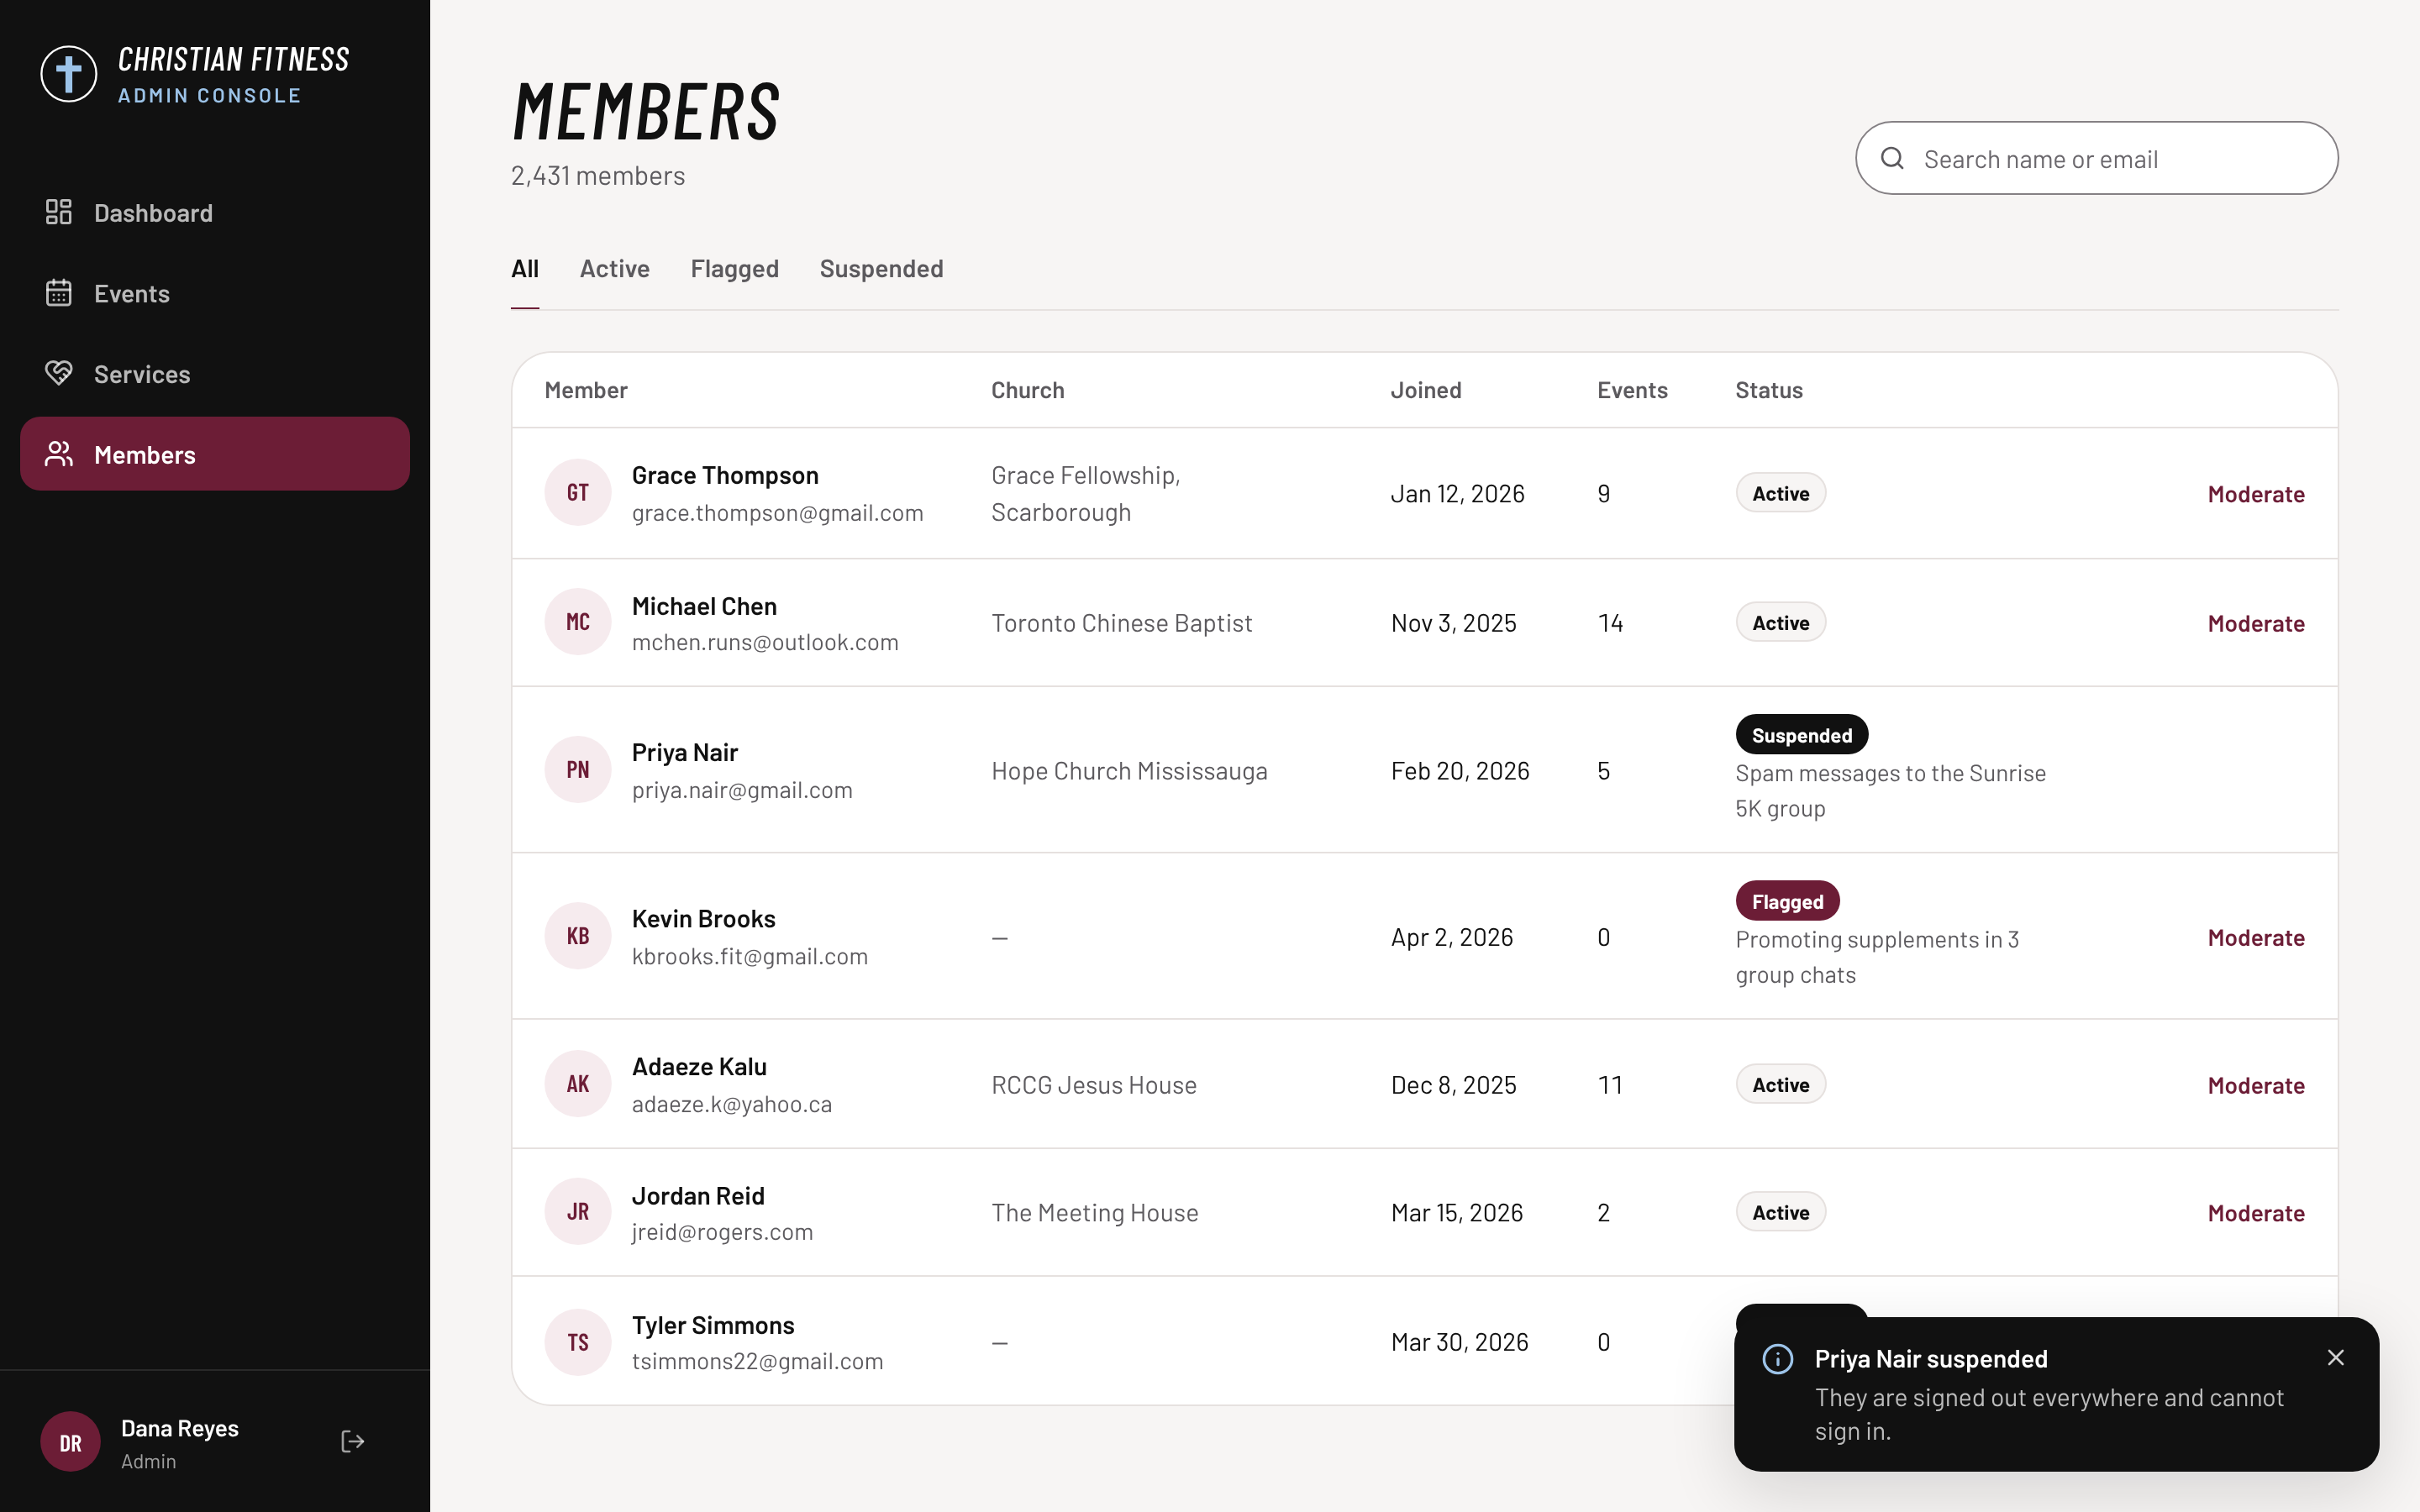 CHRISTIAN FITNESS
ADMIN CONSOLE
Dashboard
Events
Services
Members
Dana Reyes
DR
Admin
MEMBERS
2,431 members
Search name or email
All Active Flagged Suspended
Member Church Joined Events Status
GT
Grace Thompson
grace.thompson@gmail.com
Grace Fellowship,
Scarborough
Jan 12, 2026
9
Active
Moderate
MC
Michael Chen
mchen.runs@outlook.com
Toronto Chinese Baptist
Nov 3, 2025
14
Active
Moderate
PN
Priya Nair
priya.nair@gmail.com
Hope Church Mississauga
Feb 20, 2026
5
Suspended
Spam messages to the Sunrise
5K group
KB
Kevin Brooks
kbrooks.fit@gmail.com
—
Apr 2, 2026
0
Flagged
Promoting supplements in 3
group chats
Moderate
AK
Adaeze Kalu
adaeze.k@yahoo.ca
RCCG Jesus House
Dec 8, 2025
11
Active
Moderate
JR
Jordan Reid
jreid@rogers.com
The Meeting House
Mar 15, 2026
2
Active
Moderate
TS
Tyler Simmons
tsimmons22@gmail.com
—
Mar 30, 2026
0
Priya Nair suspended
They are signed out everywhere and cannot
sign in.